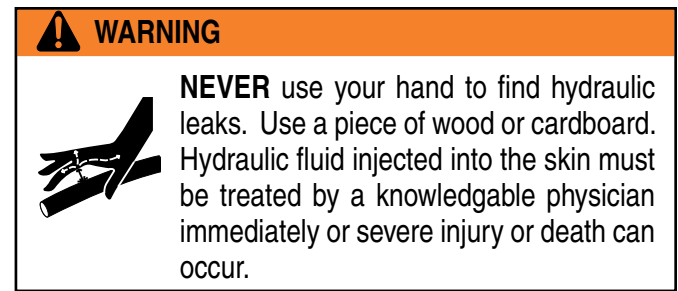 WARNING
NEVER use your hand to find hydraulic
leaks. Use a piece of wood or cardboard.
Hydraulic fluid injected into the skin must
be treated by a knowledgable physician
immediately or severe injury or death can
occur.